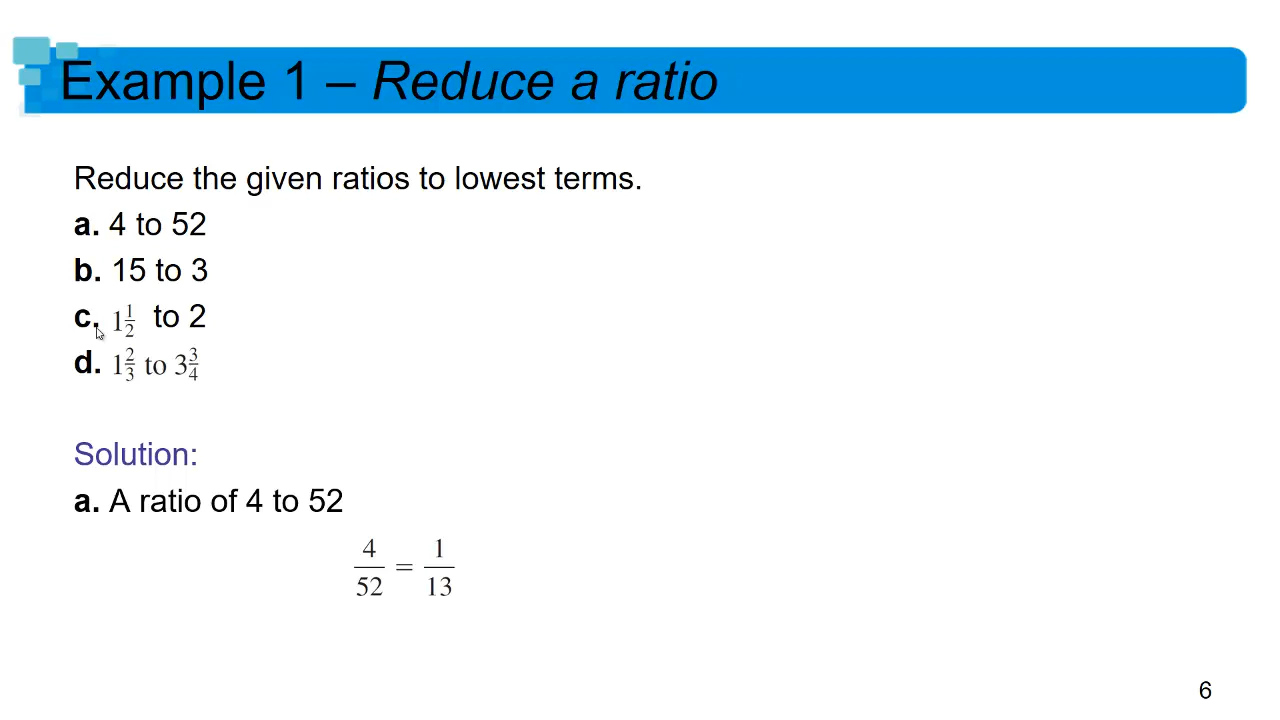 Example 1 – Reduce a ratio
Reduce the given ratios to lowest terms.
a. 4 to 52
b. 15 to 3
c. 1 1/2 to 2
d. 1 2/3 to 3 3/4
Solution:
a. A ratio of 4 to 52
4/52 = 1/13
6